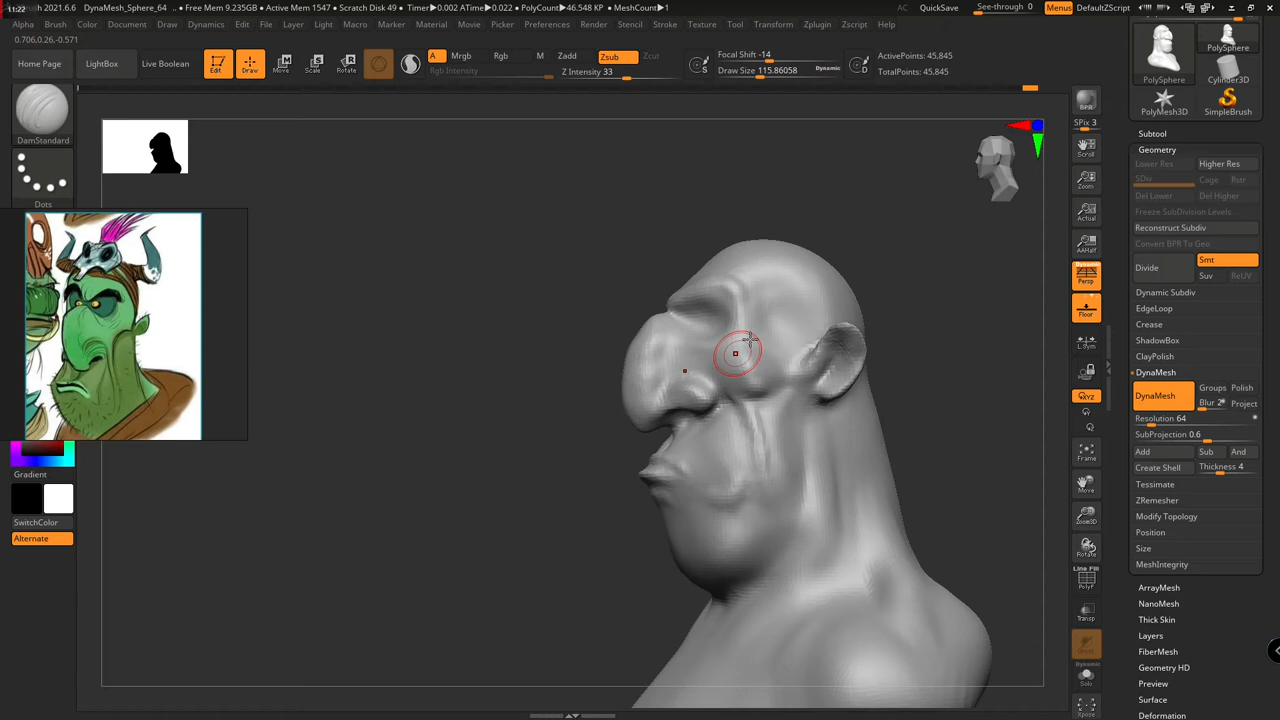 11:22
2021.6.6 DynaMesh_Sphere_64 .. • Free Mem 9.235GB • Active Mem 1547 • Scratch Disk 49 • Timer▶0.002 ATime▶0.022 • PolyCount▶46.548 KP • MeshCount▶1
AC QuickSave See-through 0 Menus DefaultZScript
Alpha Brush Color Document Draw Dynamics Edit File Layer Light Macro Marker Material Movie Picker Preferences Render Stencil Stroke Texture Tool Transform Zplugin Zscript Help
0.706,0.26,-0.571
Home Page LightBox Live Boolean Edit Draw Move Scale Rotate
A Mrgb Rgb M Zadd Zsub Zcut
Rgb Intensity Z Intensity 33
S Focal Shift -14
Draw Size 115.86058 Dynamic D
ActivePoints: 45,845
TotalPoints: 45,845
DamStandard
Dots
Gradient
SwitchColor
Alternate
BPR
SPix 3
Scroll
Zoom
Actual
AAHalf
Dynamic
Persp
Floor
L.Sym
XYZ
Frame
Move
Zoom3D
Rotate
Line Fill
PolyF
Transp
Ghost
Dynamic
Solo
Xpose
PolySphere
PolySphere
Cylinder3D
PolyMesh3D SimpleBrush
Subtool
Geometry
Lower Res Higher Res
SDiv Cage Rstr
Del Lower Del Higher
Freeze SubDivision Levels
Reconstruct Subdiv
Convert BPR To Geo
Divide Smt
Suv ReUV
Dynamic Subdiv
EdgeLoop
Crease
ShadowBox
ClayPolish
DynaMesh
DynaMesh Groups Polish
Blur 2 Project
Resolution 64
SubProjection 0.6
Add Sub And
Create Shell Thickness 4
Tessimate
ZRemesher
Modify Topology
Position
Size
MeshIntegrity
ArrayMesh
NanoMesh
Thick Skin
Layers
FiberMesh
Geometry HD
Preview
Surface
Deformation